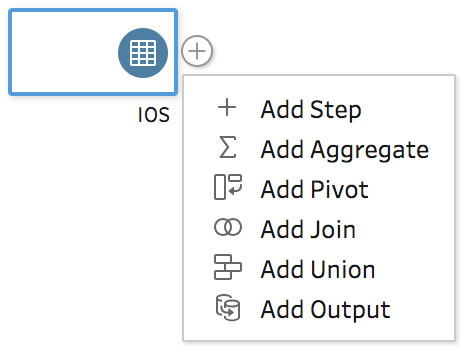 IOS
Add Step
Add Aggregate
Add Pivot
Add Join
Add Union
Add Output